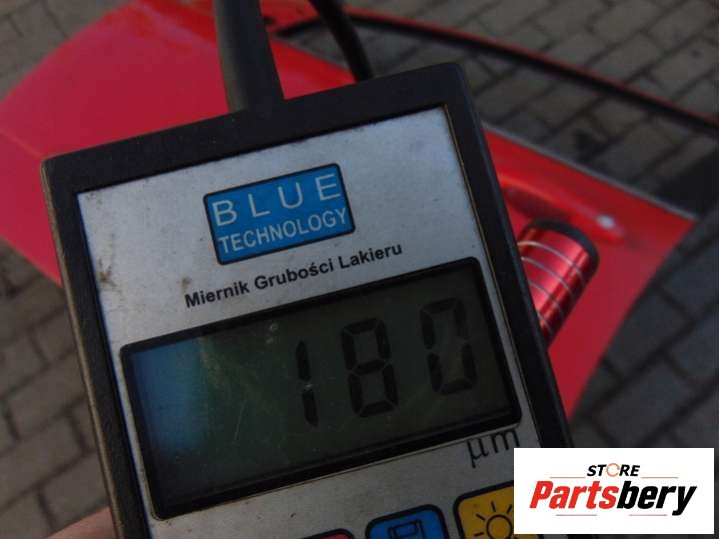 BLUE
TECHNOLOGY
Miernik Grubości Lakieru
180
µm
STORE
Partsbery